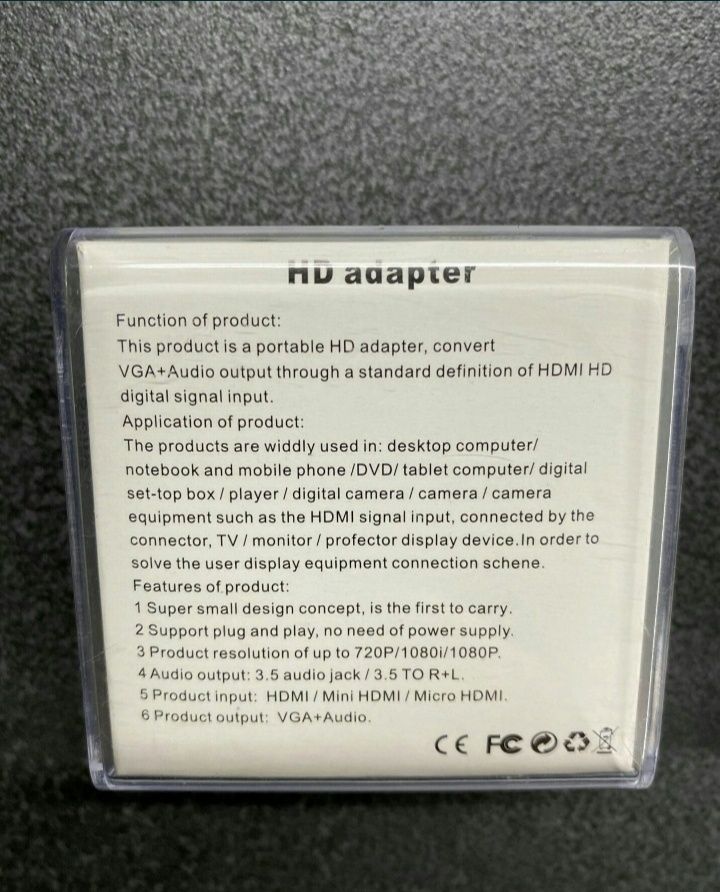 HD adapter
Function of product:
This product is a portable HD adapter, convert
VGA+Audio output through a standard definition of HDMI HD
digital signal input.
Application of product:
The products are widdly used in: desktop computer/
notebook and mobile phone /DVD/ tablet computer/ digital
set-top box / player / digital camera / camera / camera
equipment such as the HDMI signal input, connected by the
connector, TV / monitor / profector display device.In order to
solve the user display equipment connection schene.
Features of product:
1 Super small design concept, is the first to carry.
2 Support plug and play, no need of power supply.
3 Product resolution of up to 720P/1080i/1080P.
4 Audio output: 3.5 audio jack / 3.5 TO R+L.
5 Product input: HDMI / Mini HDMI / Micro HDMI.
6 Product output: VGA+Audio.
CE FC